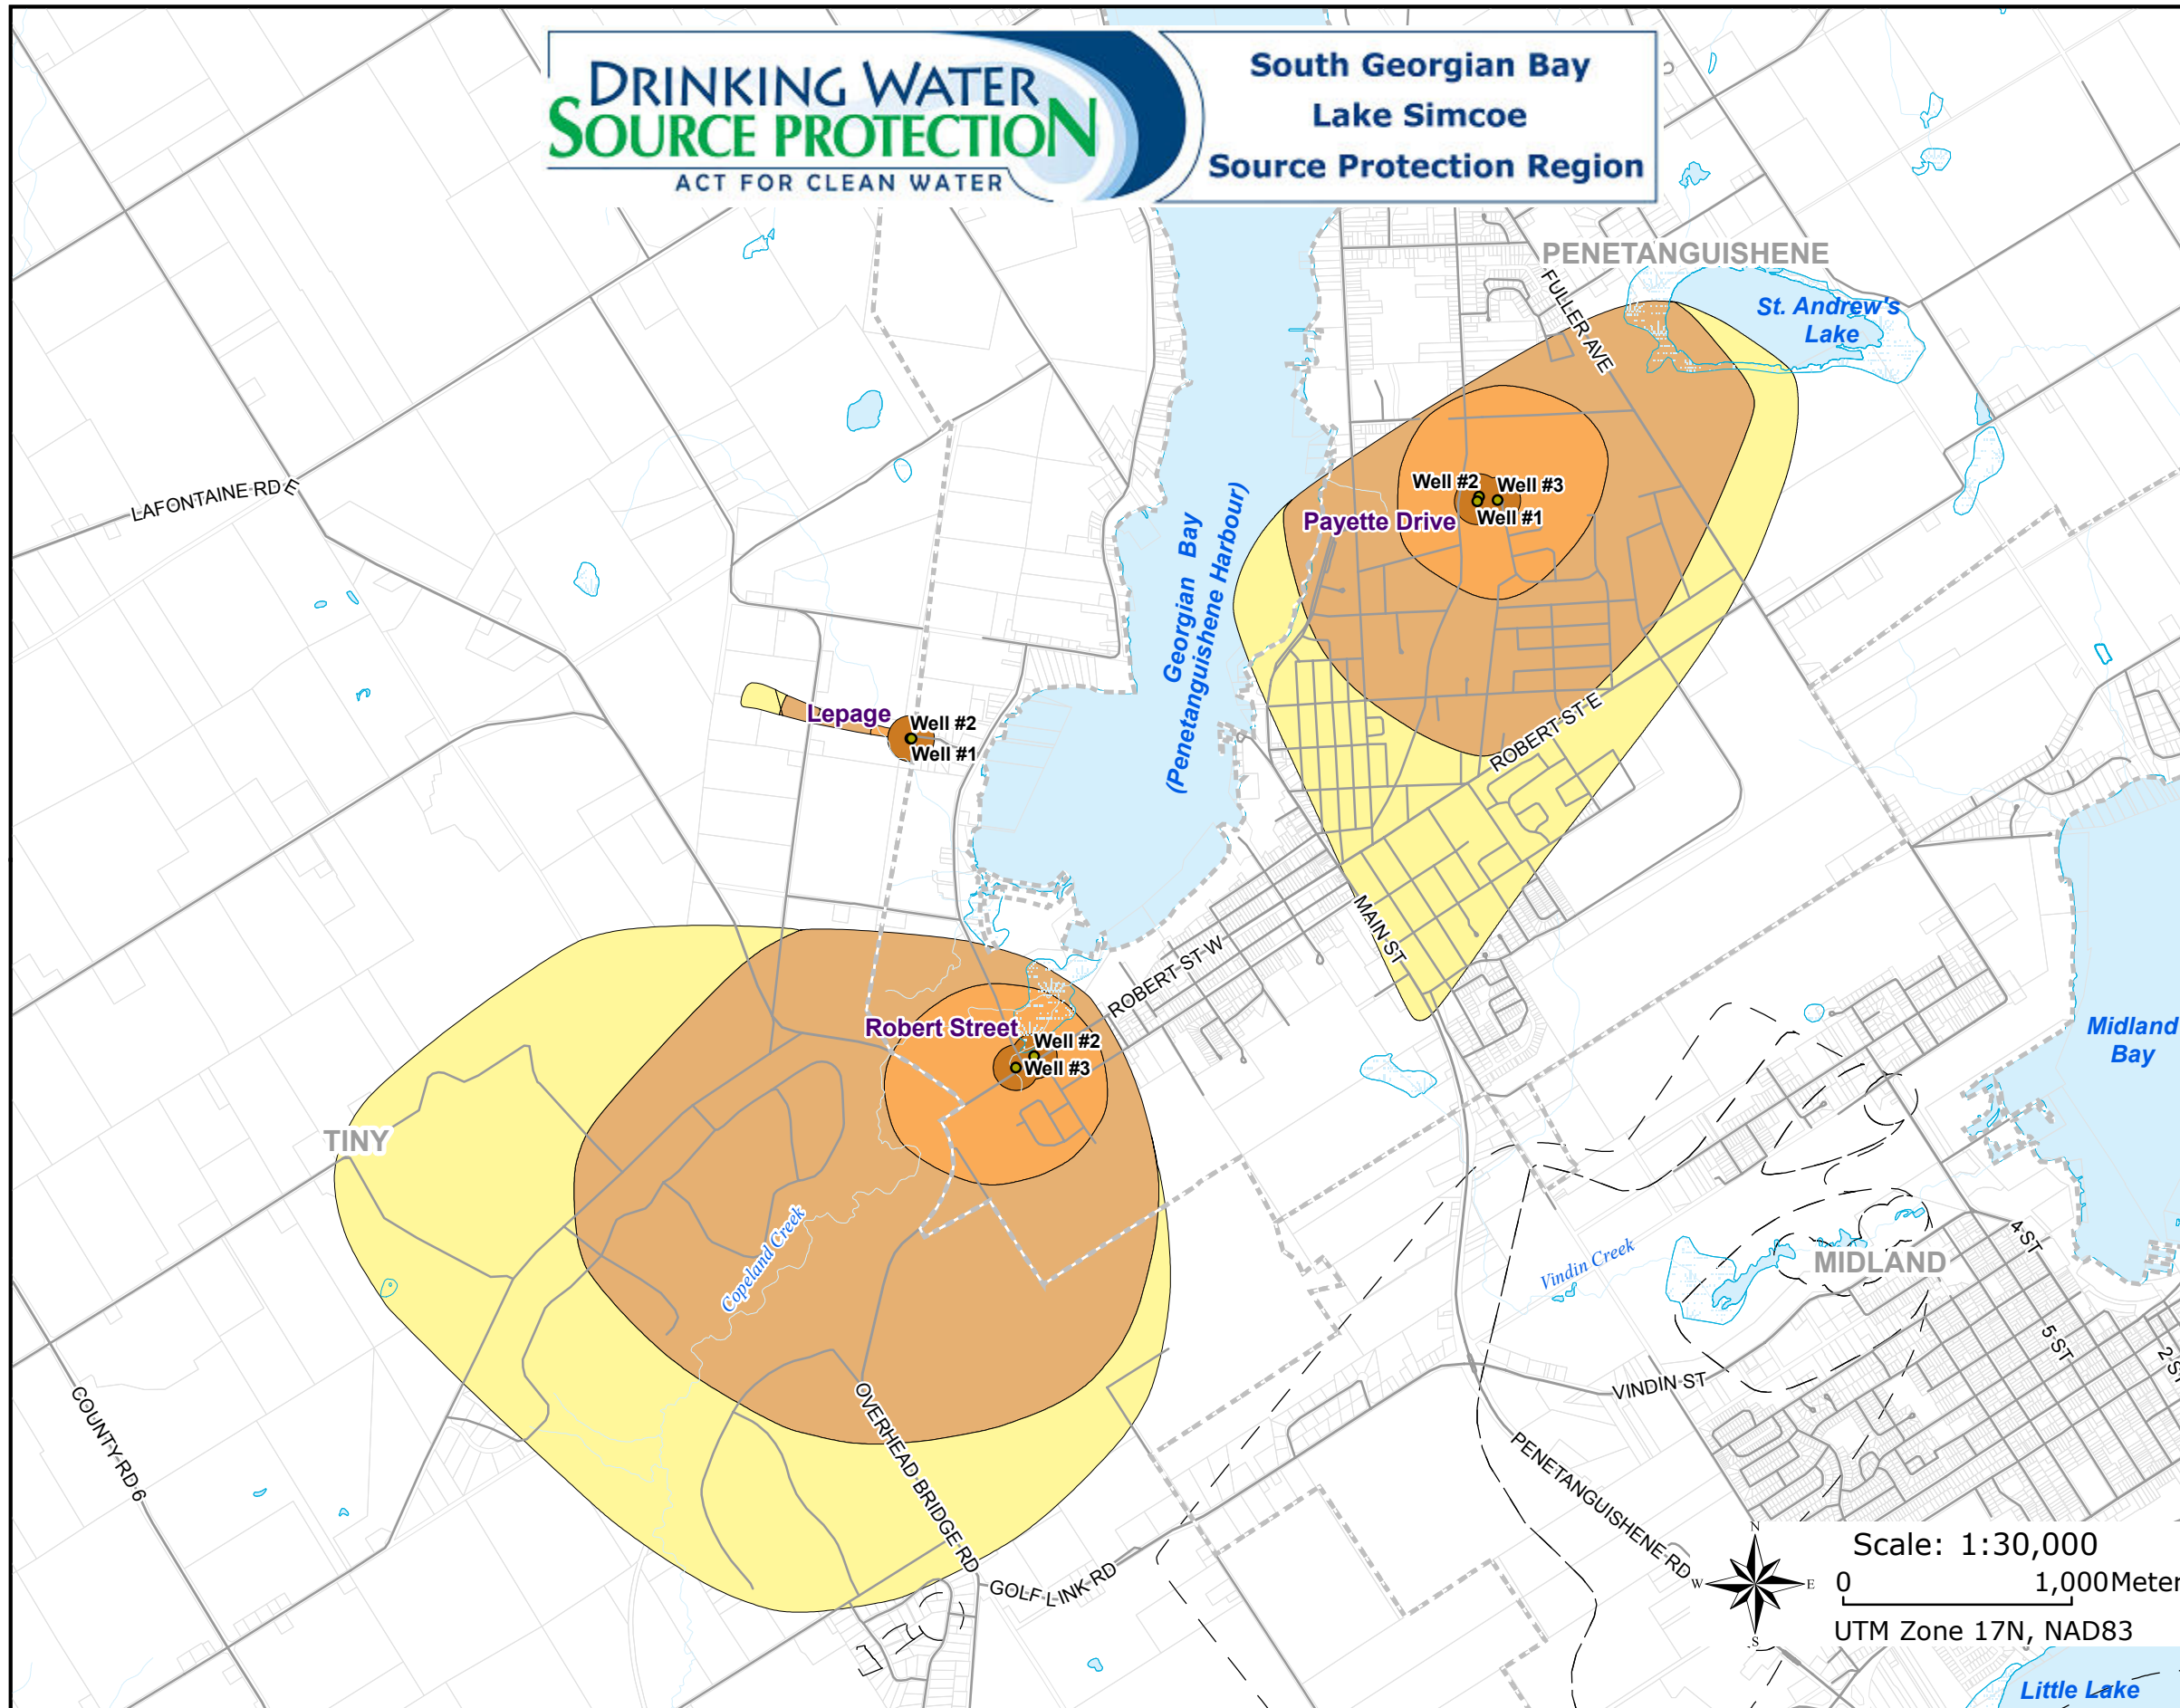 DRINKING WATER
SOURCE PROTECTION
ACT FOR CLEAN WATER
South Georgian Bay
Lake Simcoe
Source Protection Region
PENETANGUISHENE
FULLER AVE
St. Andrew's
Lake
LAFONTAINE RD E
Georgian Bay
(Penetanguishene Harbour)
Well #2
Well #3
Well #1
Payette Drive
Lepage
Well #2
Well #1
ROBERT ST E
MAIN ST
ROBERT ST W
Robert Street
Well #2
Well #3
Midland
Bay
TINY
Copeland Creek
Vindin Creek
MIDLAND
4 ST
5 ST
VINDIN ST
COUNTY RD 6
OVERHEAD BRIDGE RD
PENETANGUISHENE RD
GOLF LINK RD
N
W
E
S
Scale: 1:30,000
0 1,000 Meter
UTM Zone 17N, NAD83
Little Lake